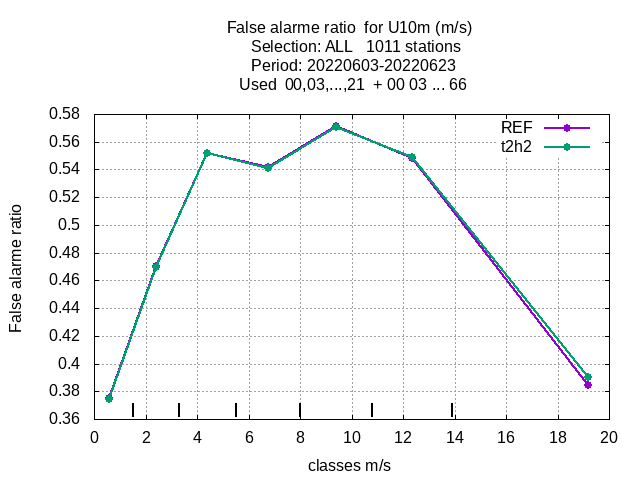 False alarme ratio  for U10m (m/s)
Selection: ALL   1011 stations
Period: 20220603-20220623
Used  00,03,...,21  + 00 03 ... 66
REF
t2h2
False alarme ratio
0.58
0.56
0.54
0.52
0.5
0.48
0.46
0.44
0.42
0.4
0.38
0.36
0 2 4 6 8 10 12 14 16 18 20
classes m/s